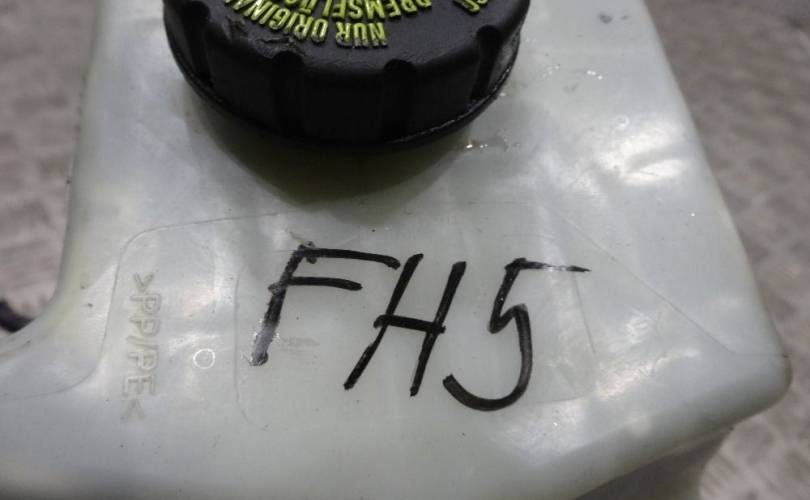 NUR ORIGINAL
FH5
>PP/PE<